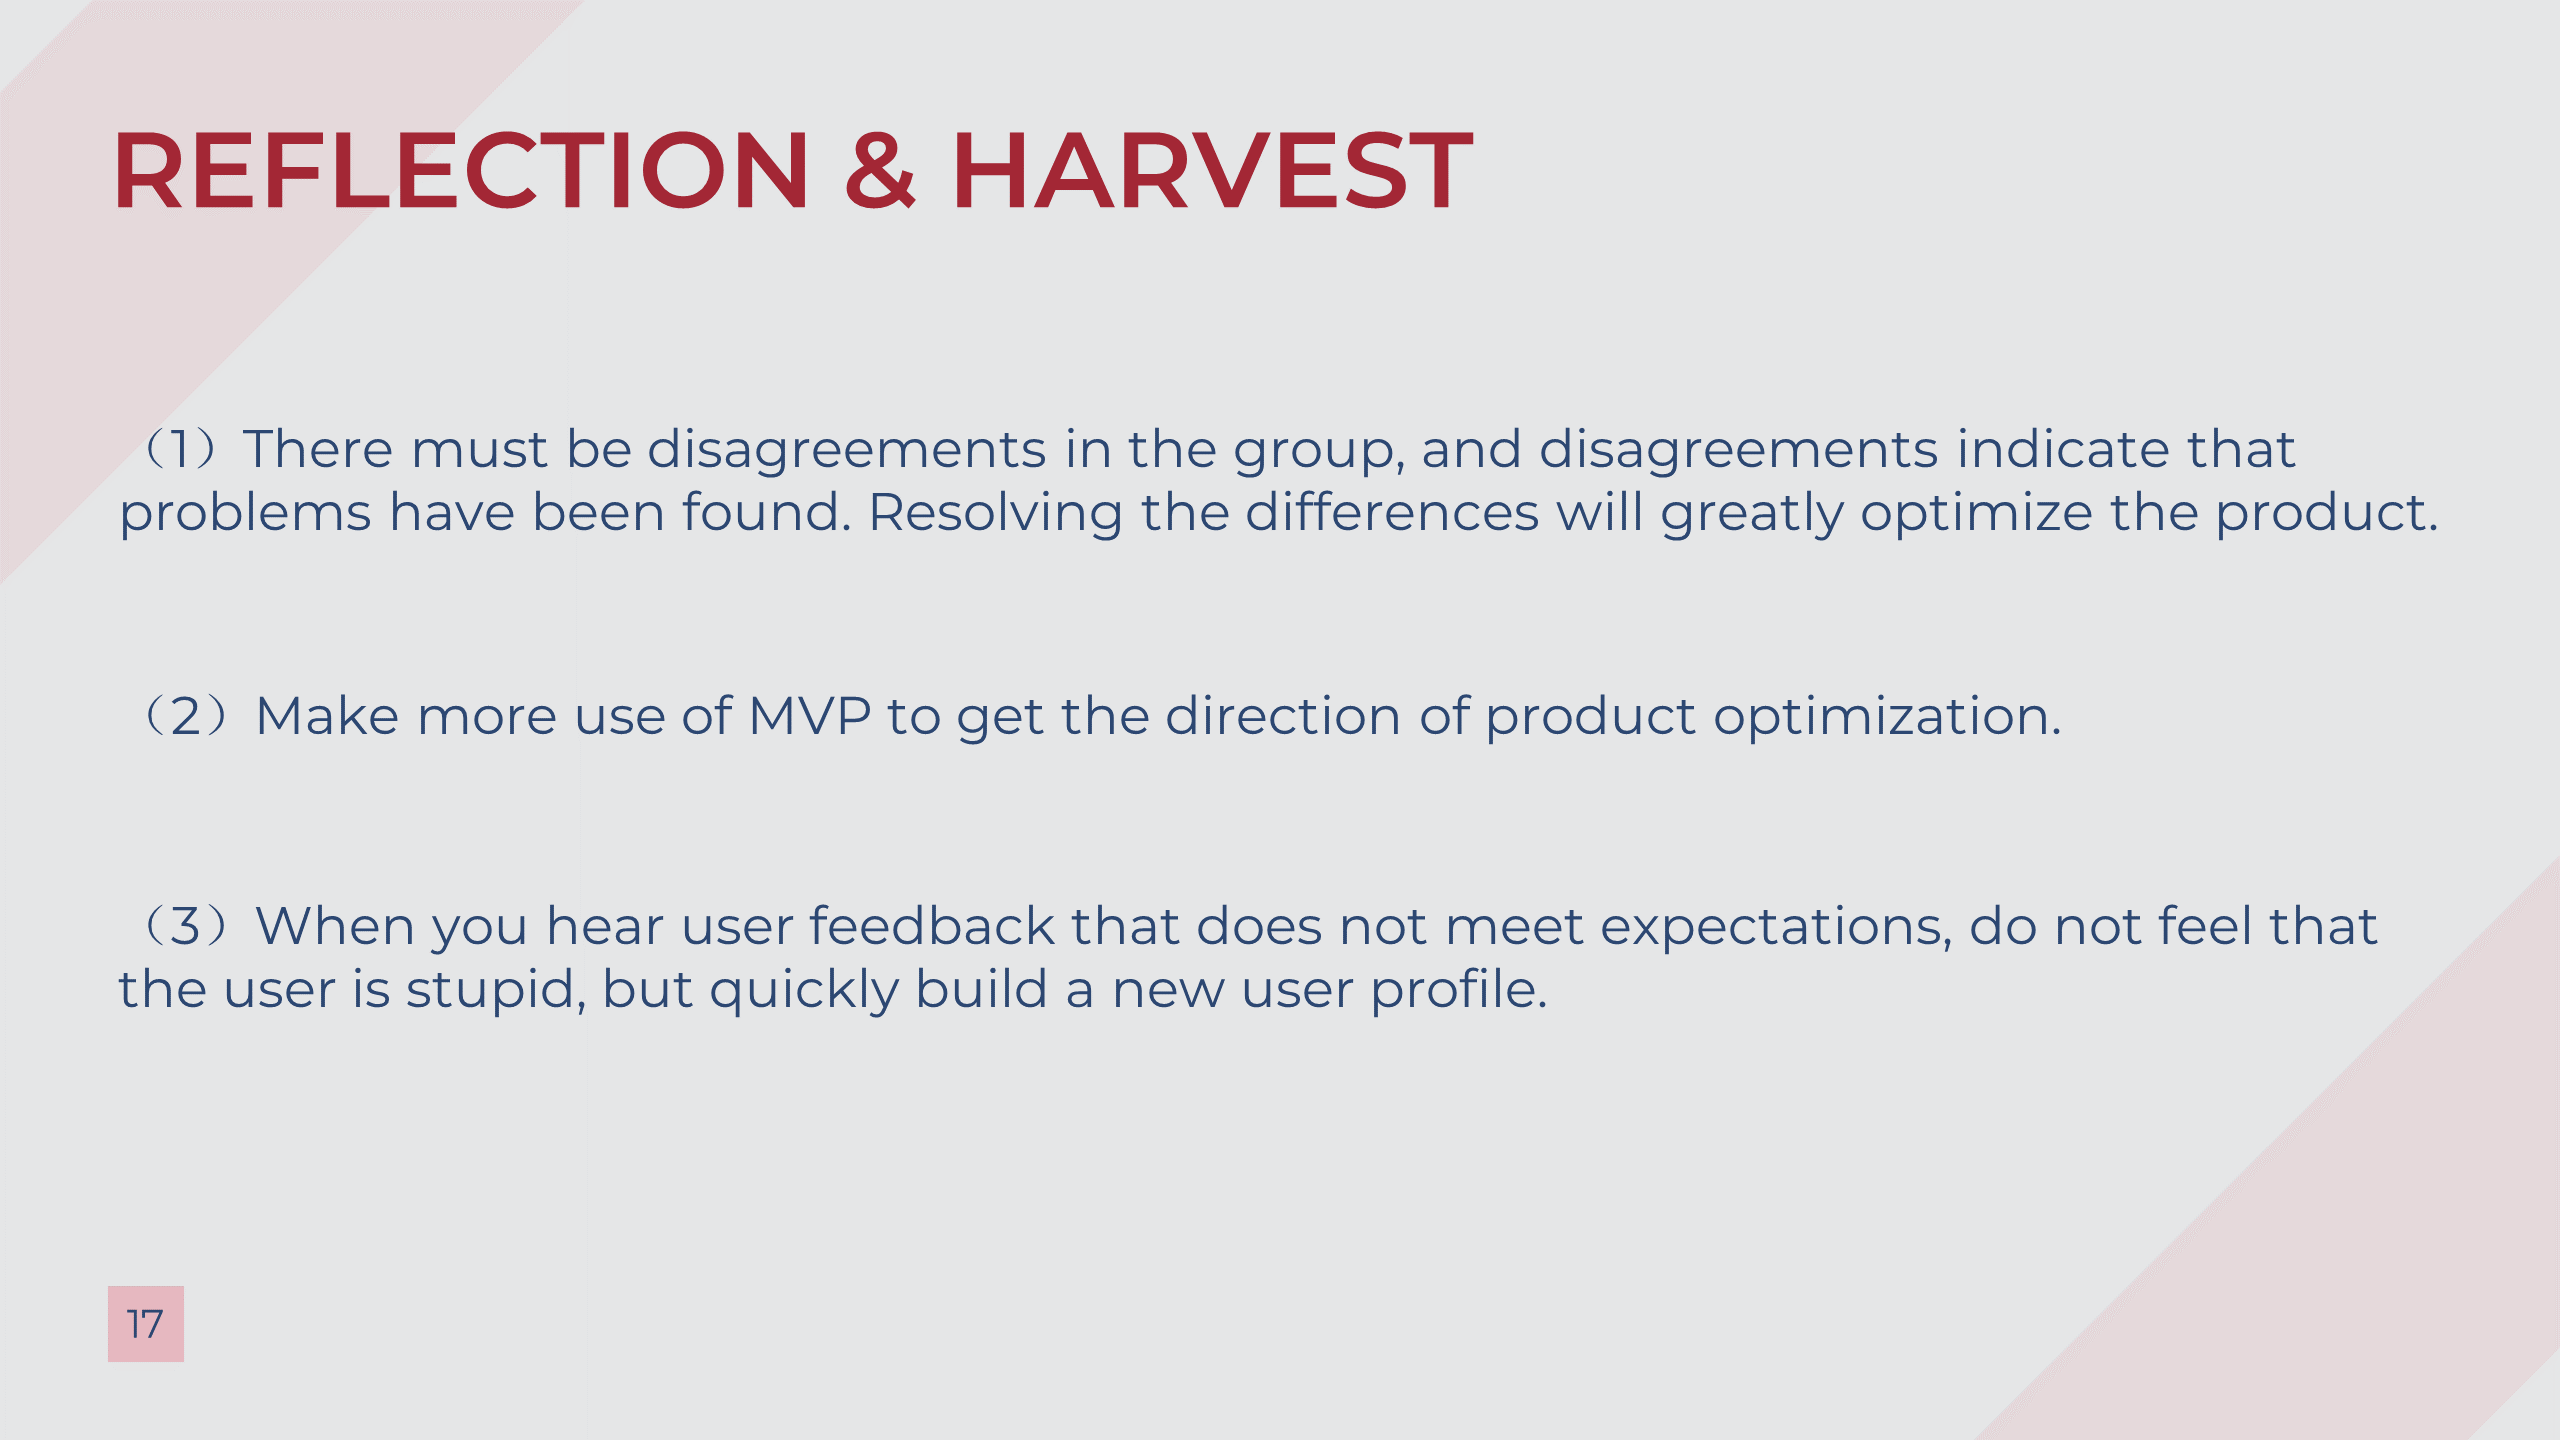 REFLECTION & HARVEST
（1）There must be disagreements in the group, and disagreements indicate that
problems have been found. Resolving the differences will greatly optimize the product.
（2）Make more use of MVP to get the direction of product optimization.
（3）When you hear user feedback that does not meet expectations, do not feel that
the user is stupid, but quickly build a new user profile.
17